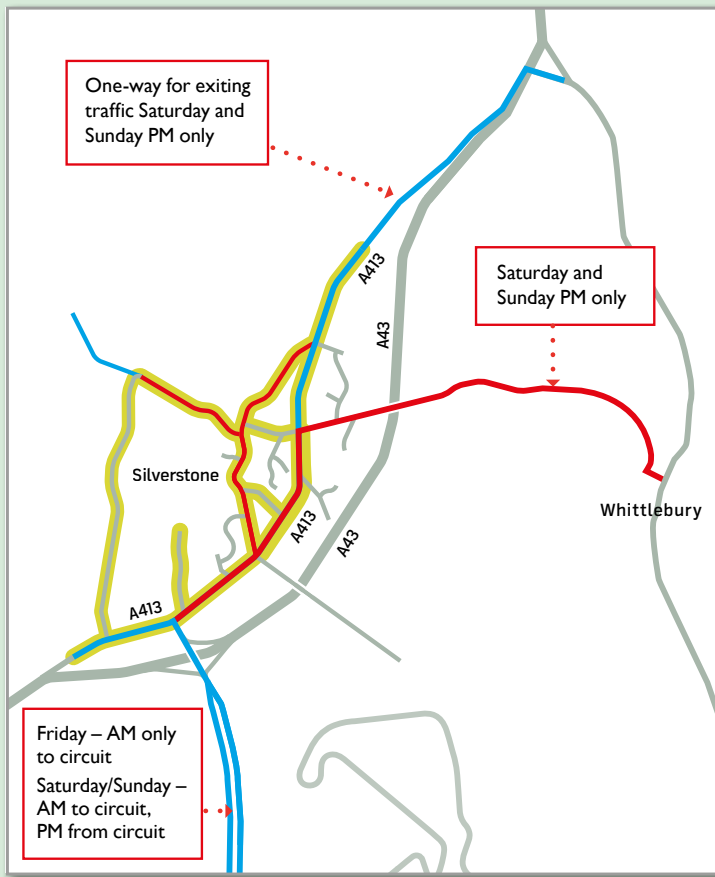 One-way for exiting
traffic Saturday and
Sunday PM only
A413
Saturday and
Sunday PM only
A43
Silverstone
Whittlebury
A413
A43
A413
Friday – AM only
to circuit
Saturday/Sunday –
AM to circuit,
PM from circuit